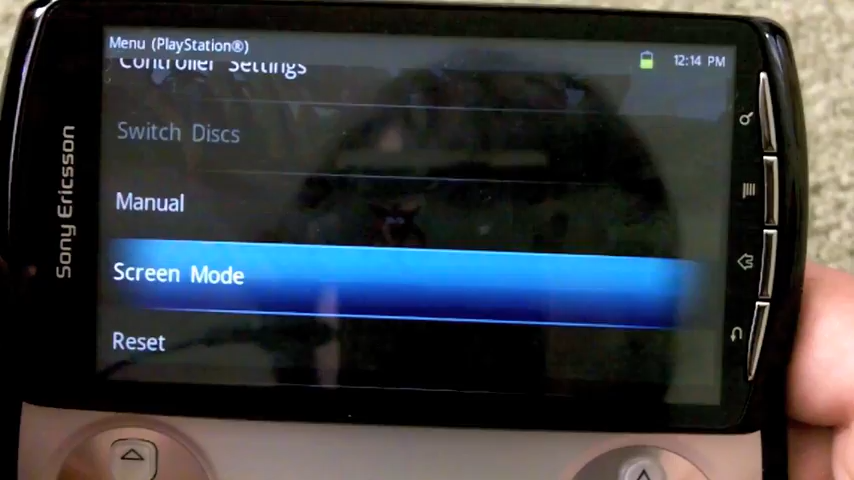 Menu (PlayStation®)
12:14 PM
Controller Settings
Switch Discs
Manual
Screen Mode
Reset
Sony Ericsson